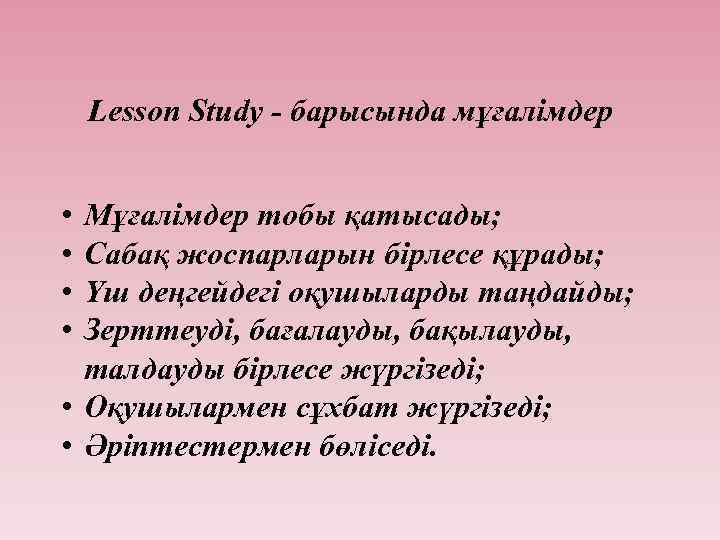 Lesson Study - барысында мұғалімдер
• Мұғалімдер тобы қатысады;
• Сабақ жоспарларын бірлесе құрады;
• Үш деңгейдегі оқушыларды таңдайды;
• Зерттеуді, бағалауды, бақылауды,
талдауды бірлесе жүргізеді;
• Оқушылармен сұхбат жүргізеді;
• Әріптестермен бөліседі.